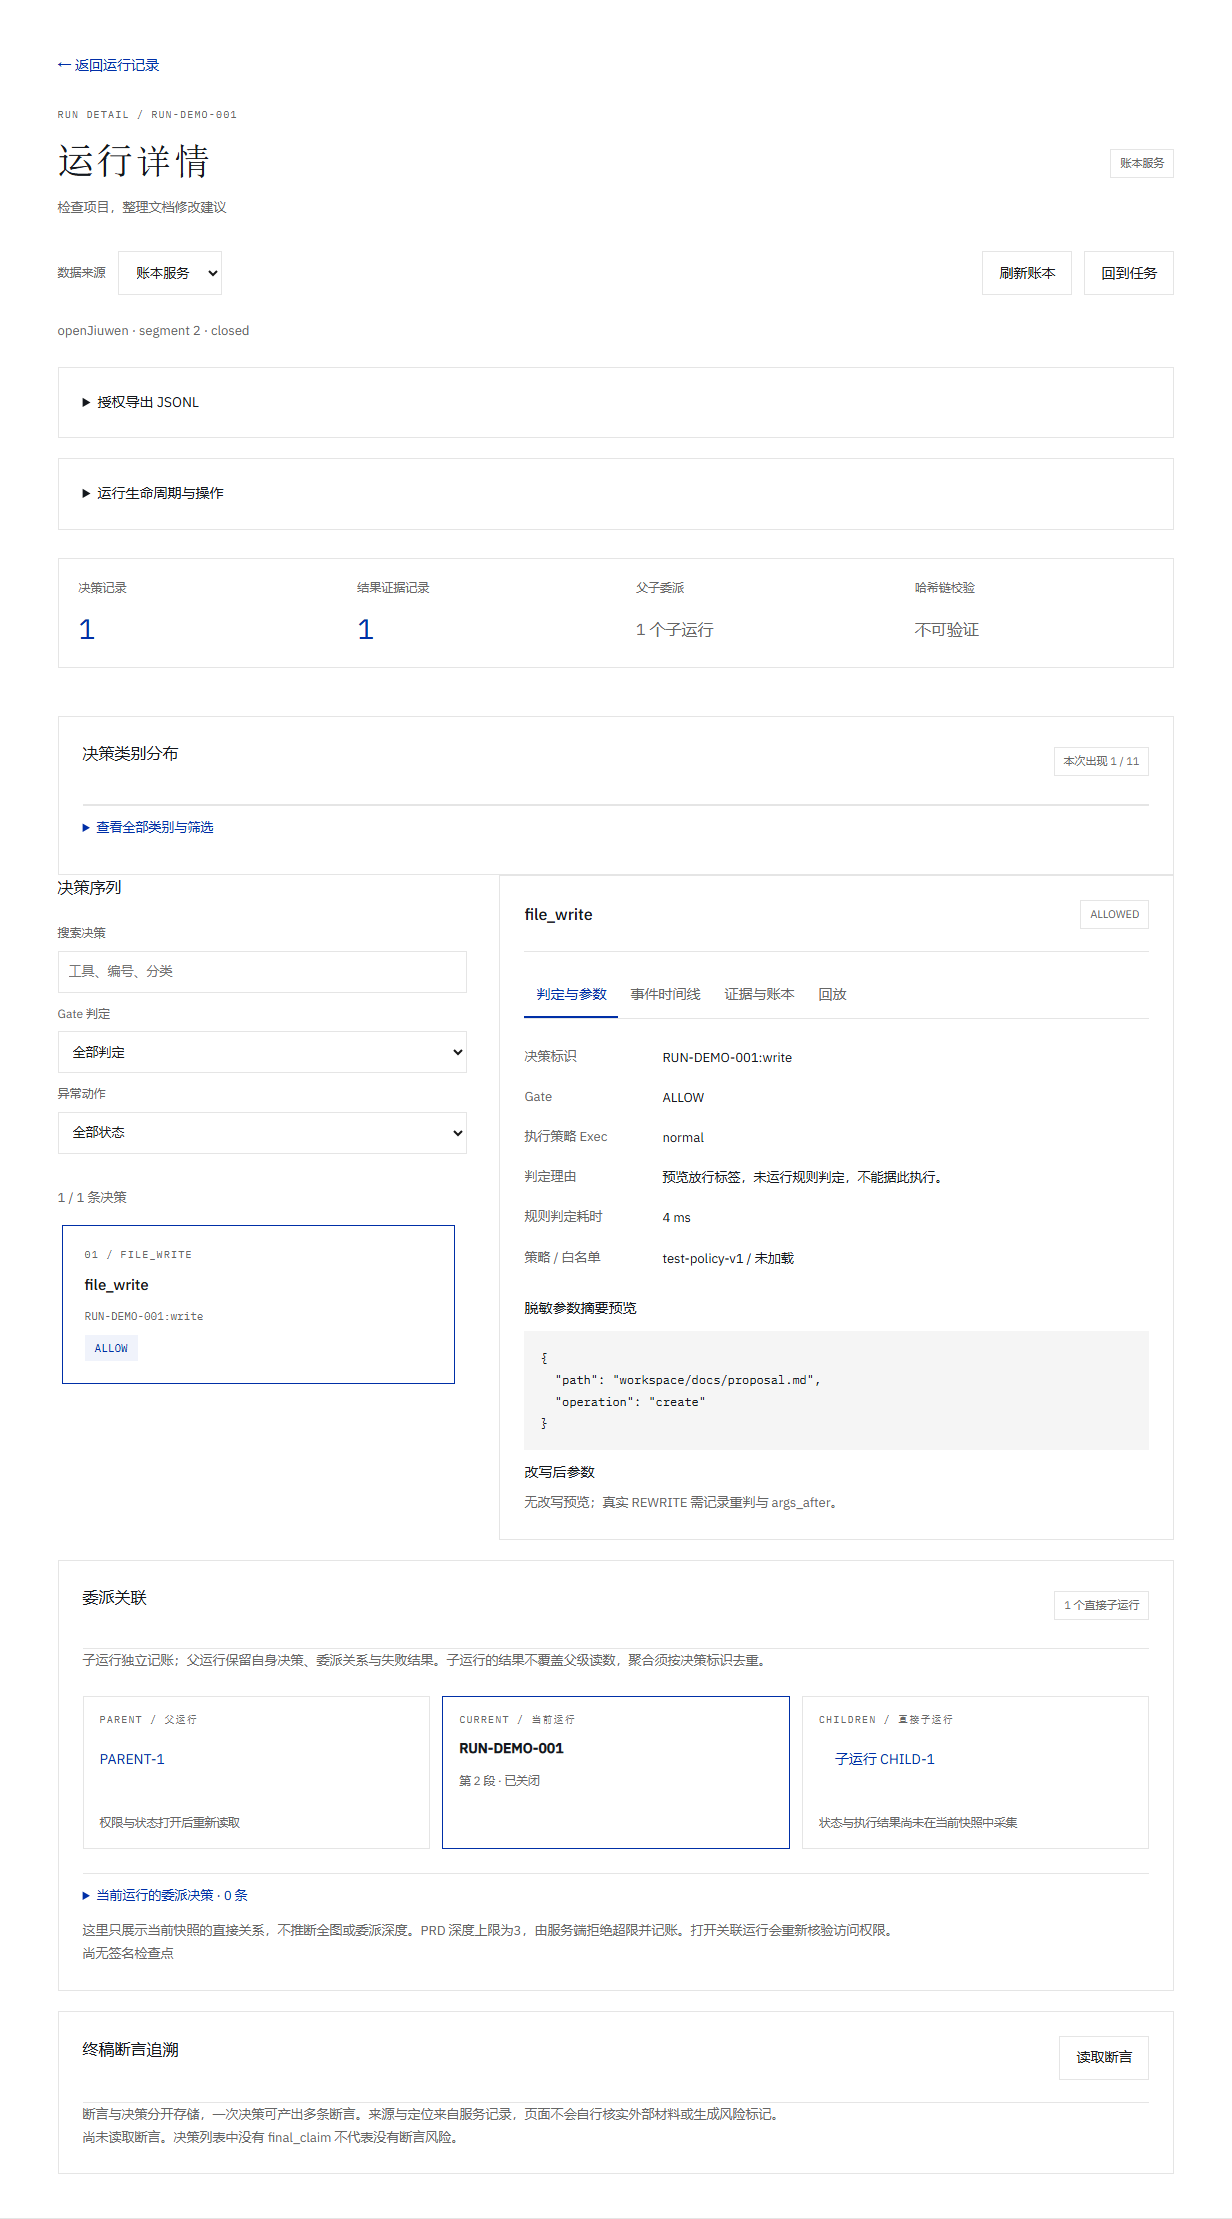 ← 返回运行记录
RUN DETAIL / RUN-DEMO-001
运行详情
账本服务
检查项目，整理文档修改建议
数据来源
账本服务
刷新账本
回到任务
openJiuwen · segment 2 · closed
▶ 授权导出 JSONL
▶ 运行生命周期与操作
决策记录
结果证据记录
父子委派
哈希链校验
1
1
1 个子运行
不可验证
决策类别分布
本次出现 1 / 11
▶ 查看全部类别与筛选
决策序列
搜索决策
工具、编号、分类
Gate 判定
全部判定
异常动作
全部状态
1 / 1 条决策
01 / FILE_WRITE
file_write
RUN-DEMO-001:write
ALLOW
file_write
ALLOWED
判定与参数
事件时间线
证据与账本
回放
决策标识
RUN-DEMO-001:write
Gate
ALLOW
执行策略 Exec
normal
判定理由
预览放行标签，未运行规则判定，不能据此执行。
规则判定耗时
4 ms
策略 / 白名单
test-policy-v1 / 未加载
脱敏参数摘要预览
{
"path": "workspace/docs/proposal.md",
"operation": "create"
}
改写后参数
无改写预览；真实 REWRITE 需记录重判与 args_after。
委派关联
1 个直接子运行
子运行独立记账；父运行保留自身决策、委派关系与失败结果。子运行的结果不覆盖父级读数，聚合须按决策标识去重。
PARENT / 父运行
PARENT-1
权限与状态打开后重新读取
CURRENT / 当前运行
RUN-DEMO-001
第 2 段 · 已关闭
CHILDREN / 直接子运行
子运行 CHILD-1
状态与执行结果尚未在当前快照中采集
▶ 当前运行的委派决策 · 0 条
这里只展示当前快照的直接关系，不推断全图或委派深度。PRD 深度上限为3，由服务端拒绝超限并记账。打开关联运行会重新核验访问权限。
尚无签名检查点
终稿断言追溯
读取断言
断言与决策分开存储，一次决策可产出多条断言。来源与定位来自服务记录，页面不会自行核实外部材料或生成风险标记。
尚未读取断言。决策列表中没有 final_claim 不代表没有断言风险。